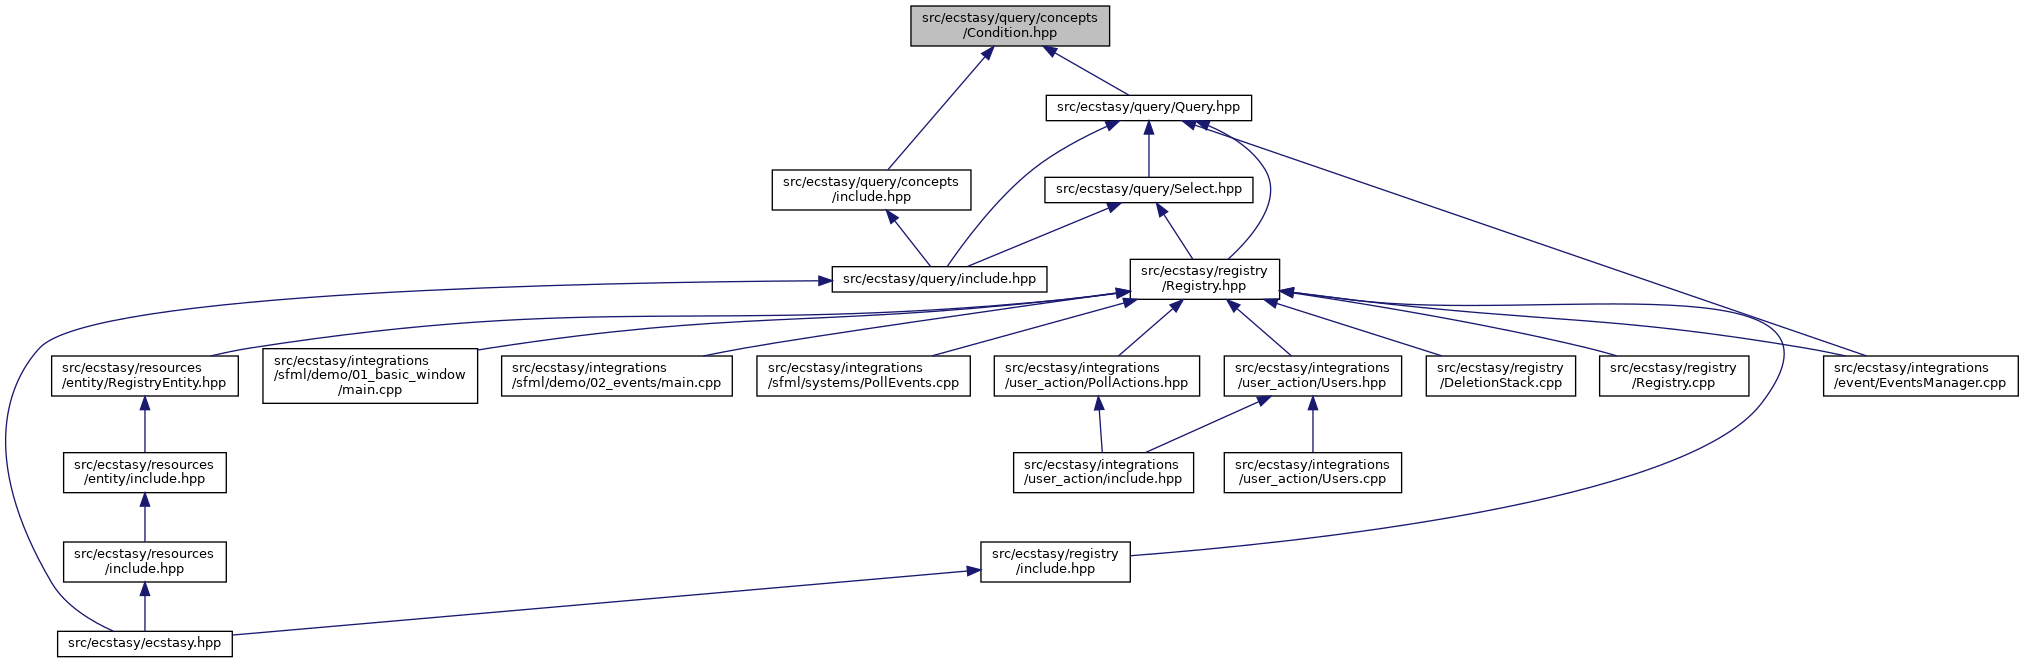 src/ecstasy/query/concepts
/Condition.hpp
src/ecstasy/query/Query.hpp
src/ecstasy/query/concepts
/include.hpp
src/ecstasy/query/Select.hpp
src/ecstasy/query/include.hpp
src/ecstasy/registry
/Registry.hpp
src/ecstasy/resources
/entity/RegistryEntity.hpp
src/ecstasy/integrations
/sfml/demo/01_basic_window
/main.cpp
src/ecstasy/integrations
/sfml/demo/02_events/main.cpp
src/ecstasy/integrations
/sfml/systems/PollEvents.cpp
src/ecstasy/integrations
/user_action/PollActions.hpp
src/ecstasy/integrations
/user_action/Users.hpp
src/ecstasy/registry
/DeletionStack.cpp
src/ecstasy/registry
/Registry.cpp
src/ecstasy/integrations
/event/EventsManager.cpp
src/ecstasy/resources
/entity/include.hpp
src/ecstasy/integrations
/user_action/include.hpp
src/ecstasy/integrations
/user_action/Users.cpp
src/ecstasy/resources
/include.hpp
src/ecstasy/registry
/include.hpp
src/ecstasy/ecstasy.hpp